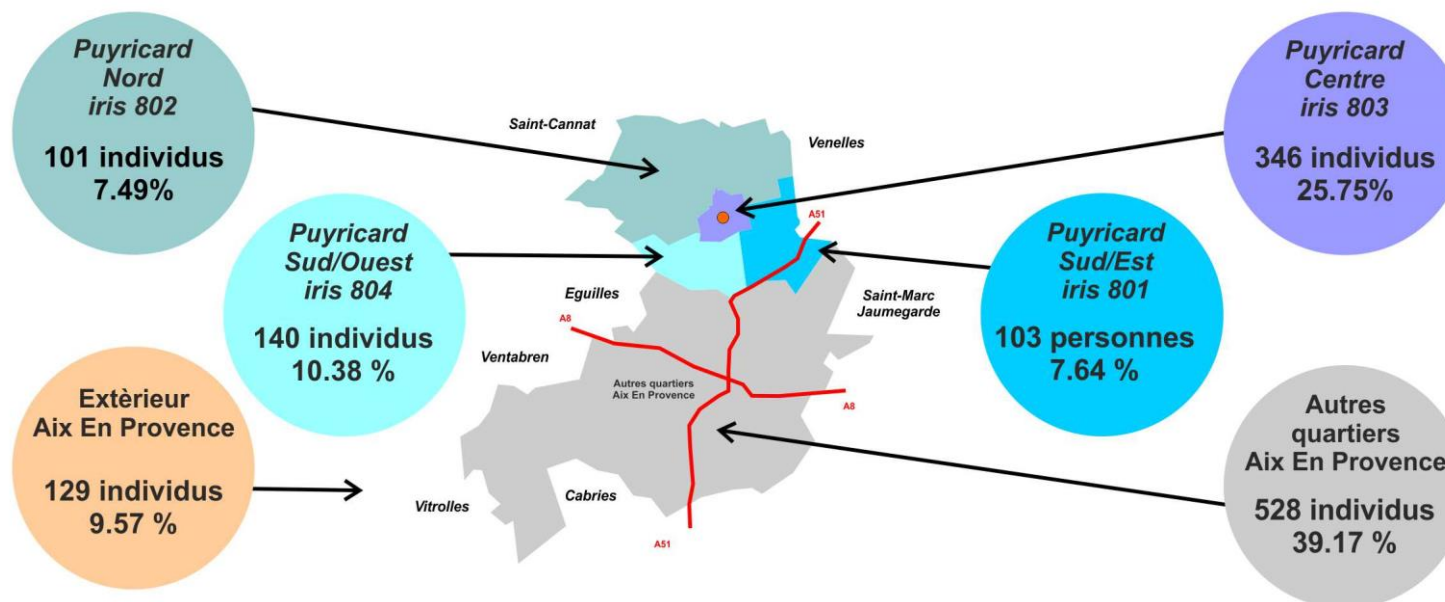 Puyricard
Nord
iris 802
101 individus
7.49%
Puyricard
Centre
iris 803
346 individus
25.75%
Saint-Cannat
Venelles
A51
Puyricard
Sud/Ouest
iris 804
140 individus
10.38 %
Puyricard
Sud/Est
iris 801
103 personnes
7.64 %
Eguilles
Saint-Marc
Jaumegarde
A8
Ventabren
Autres quartiers
Aix En Provence
A8
Extèrieur
Aix En Provence
129 individus
9.57 %
Autres
quartiers
Aix En Provence
528 individus
39.17 %
Vitrolles
Cabries
A51